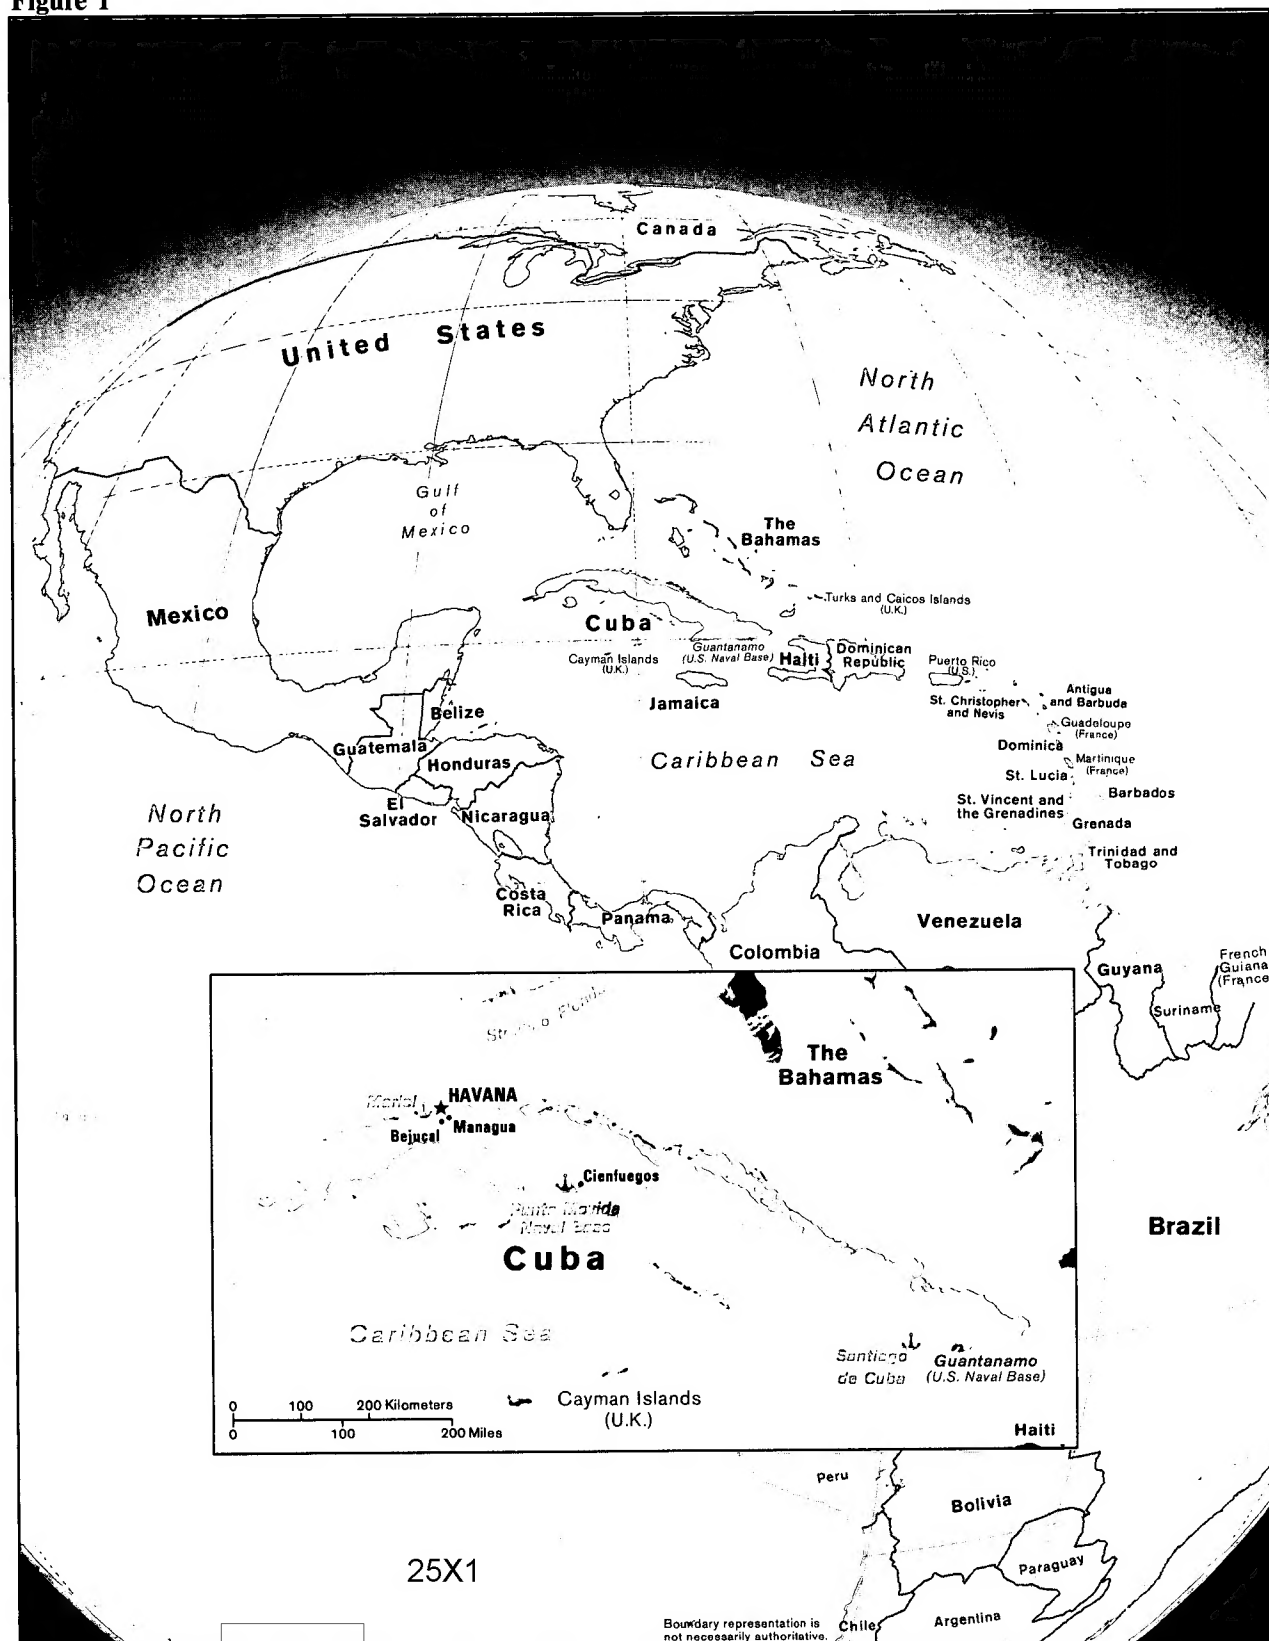 Figure 1
Canada
United States
North
Atlantic
Ocean
Gulf
of
Mexico
The
Bahamas
Turks and Caicos Islands
(U.K.)
Mexico
Cuba
Cayman Islands
(U.K.)
Guantanamo
(U.S. Naval Base)
Haiti
Dominican
Republic
Puerto Rico
(U.S.)
Jamaica
St. Christopher
and Nevis
Antigua
and Barbuda
Guadeloupe
(France)
Belize
Guatemala
Honduras
Dominica
Martinique
(France)
Caribbean Sea
St. Lucia
El
Salvador
Nicaragua
Barbados
St. Vincent and
the Grenadines
Grenada
North
Pacific
Ocean
Trinidad and
Tobago
Costa
Rica
Panama
Venezuela
Colombia
Guyana
French
Guiana
(France
Suriname
Straits of Florida
The
Bahamas
Mariel
HAVANA
Bejucal
Managua
Cienfuegos
Punta Movida
Naval Base
Cuba
Brazil
Caribbean Sea
Santiago
de Cuba
Guantanamo
(U.S. Naval Base)
0 100 200 Kilometers
0 100 200 Miles
Cayman Islands
(U.K.)
Haiti
Peru
Bolivia
25X1
Paraguay
Boundary representation is
not necessarily authoritative.
Chile
Argentina